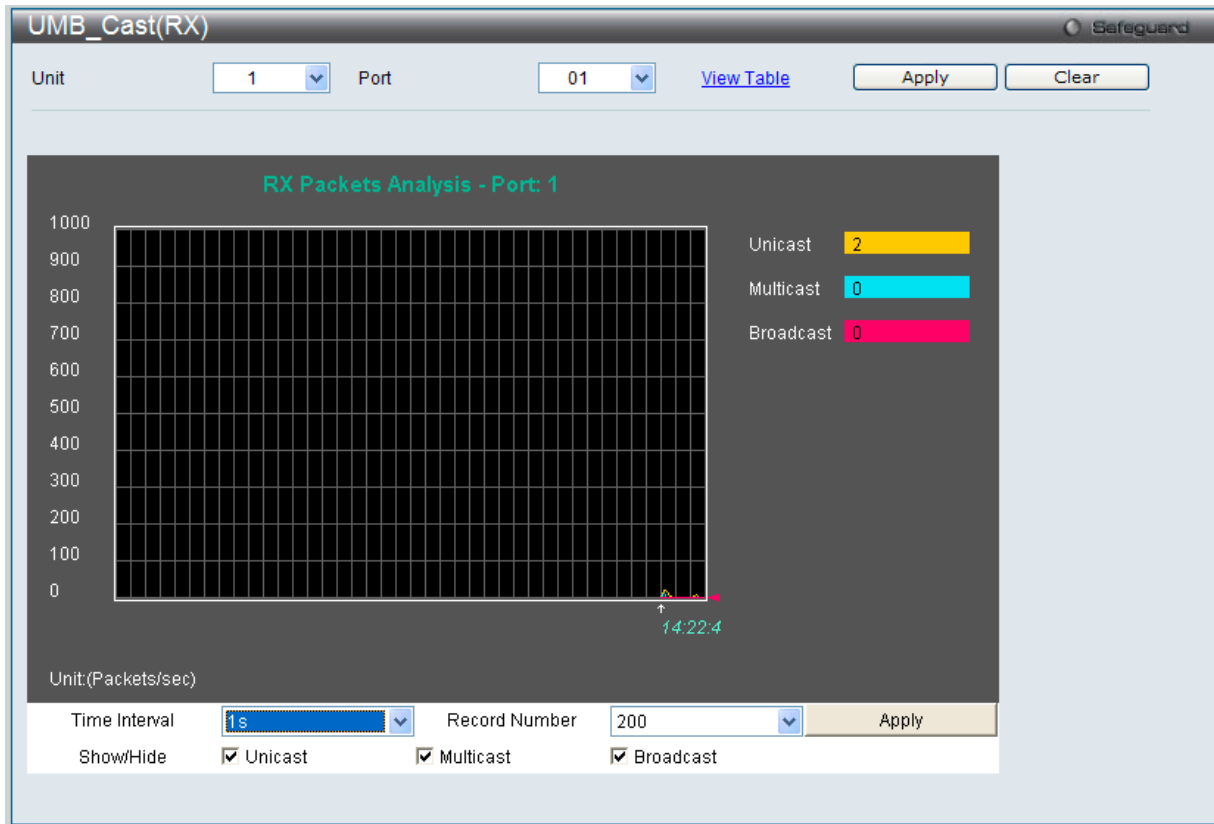 UMB_Cast(RX) Safeguard
Unit 1 Port 01 View Table Apply Clear
RX Packets Analysis - Port: 1
1000
900
800
700
600
500
400
300
200
100
0
Unicast 2
Multicast 0
Broadcast 0
14:22:4
Unit:(Packets/sec)
Time Interval 1s Record Number 200 Apply
Show/Hide Unicast Multicast Broadcast